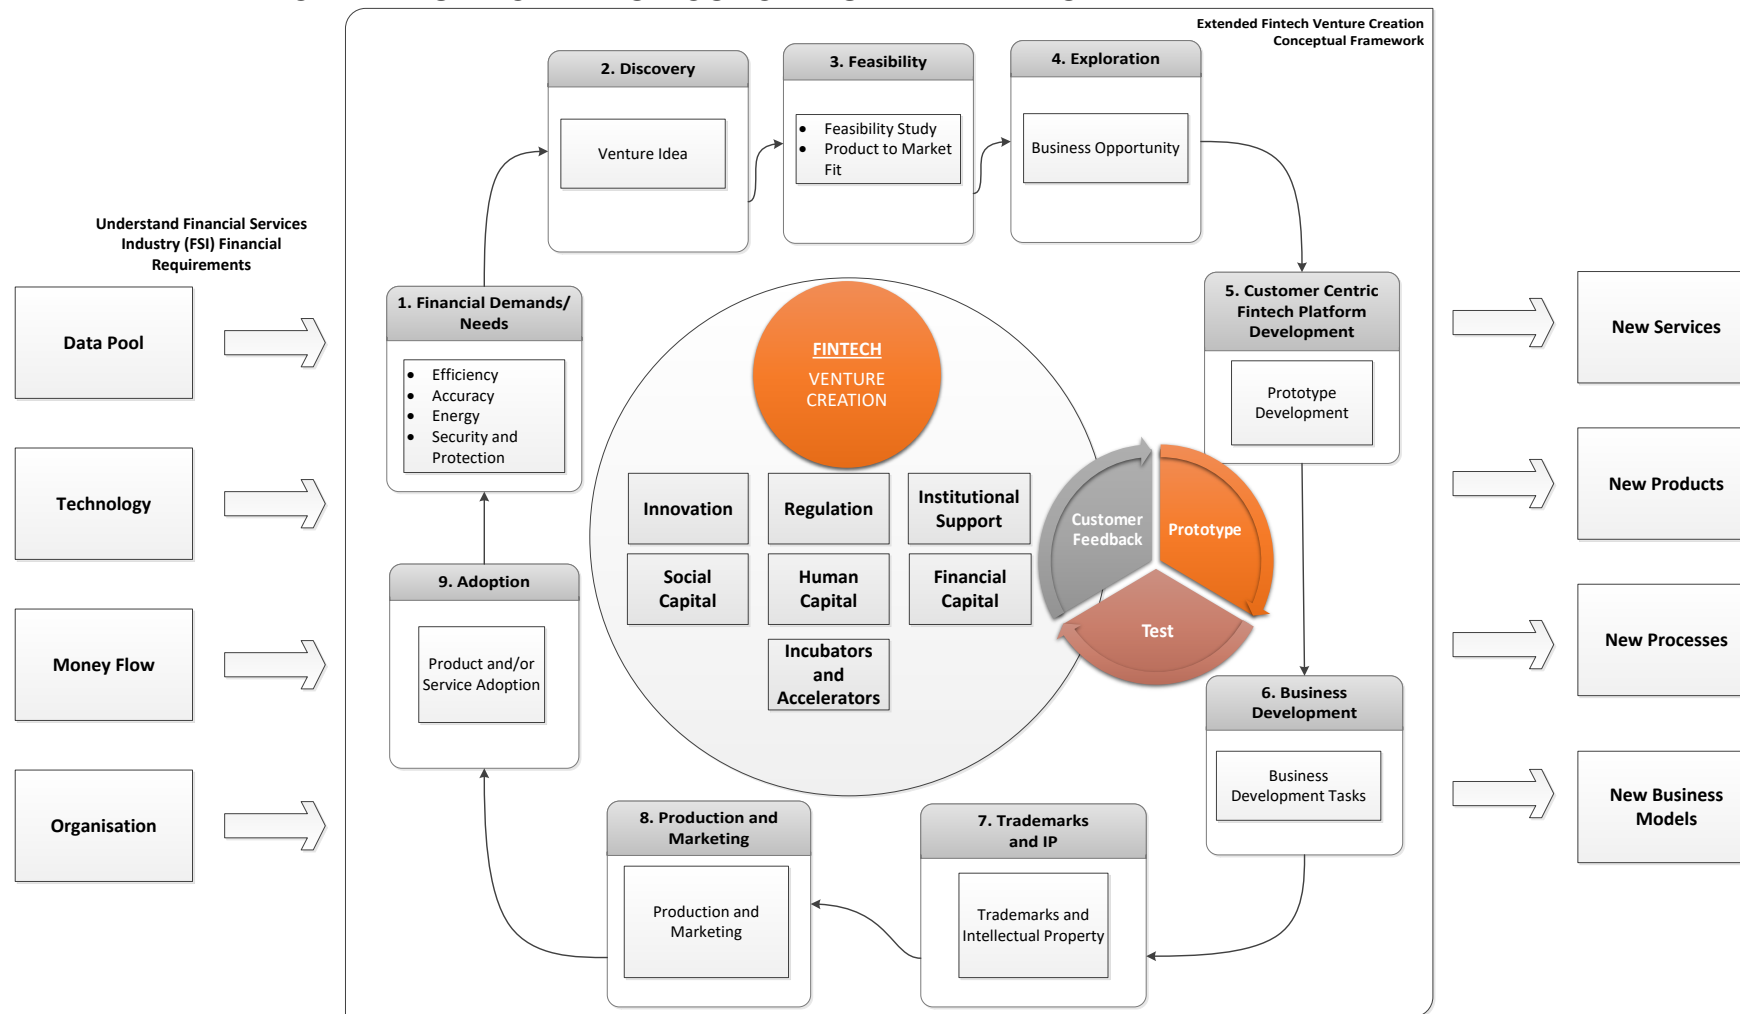 Extended Fintech Venture Creation
Conceptual Framework
Understand Financial Services
Industry (FSI) Financial
Requirements
Data Pool
Technology
Money Flow
Organisation
1. Financial Demands/
Needs
• Efficiency
• Accuracy
• Energy
• Security and
Protection
2. Discovery
Venture Idea
3. Feasibility
• Feasibility Study
• Product to Market
Fit
4. Exploration
Business Opportunity
5. Customer Centric
Fintech Platform
Development
Prototype
Development
6. Business
Development
Business
Development Tasks
7. Trademarks
and IP
Trademarks and
Intellectual Property
8. Production and
Marketing
Production and
Marketing
9. Adoption
Product and/or
Service Adoption
FINTECH
VENTURE
CREATION
Innovation
Regulation
Institutional
Support
Social
Capital
Human
Capital
Financial
Capital
Incubators
and
Accelerators
Customer
Feedback
Prototype
Test
New Services
New Products
New Processes
New Business
Models